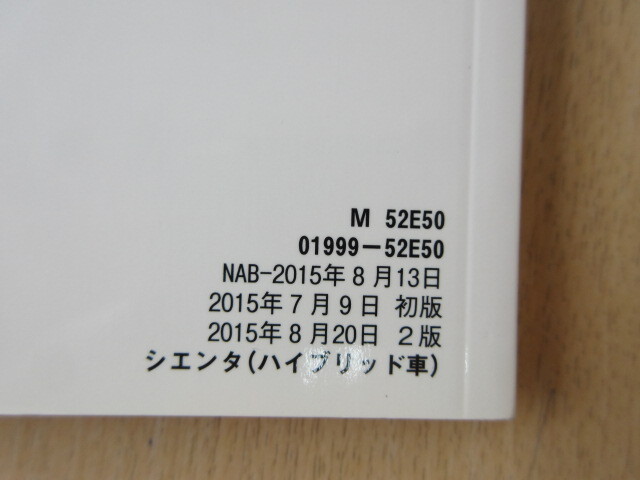 M 52E50
01999-52E50
NAB-2015年8月13日
2015年7月9日 初版
2015年8月20日 2版
シエンタ(ハイブリッド車)